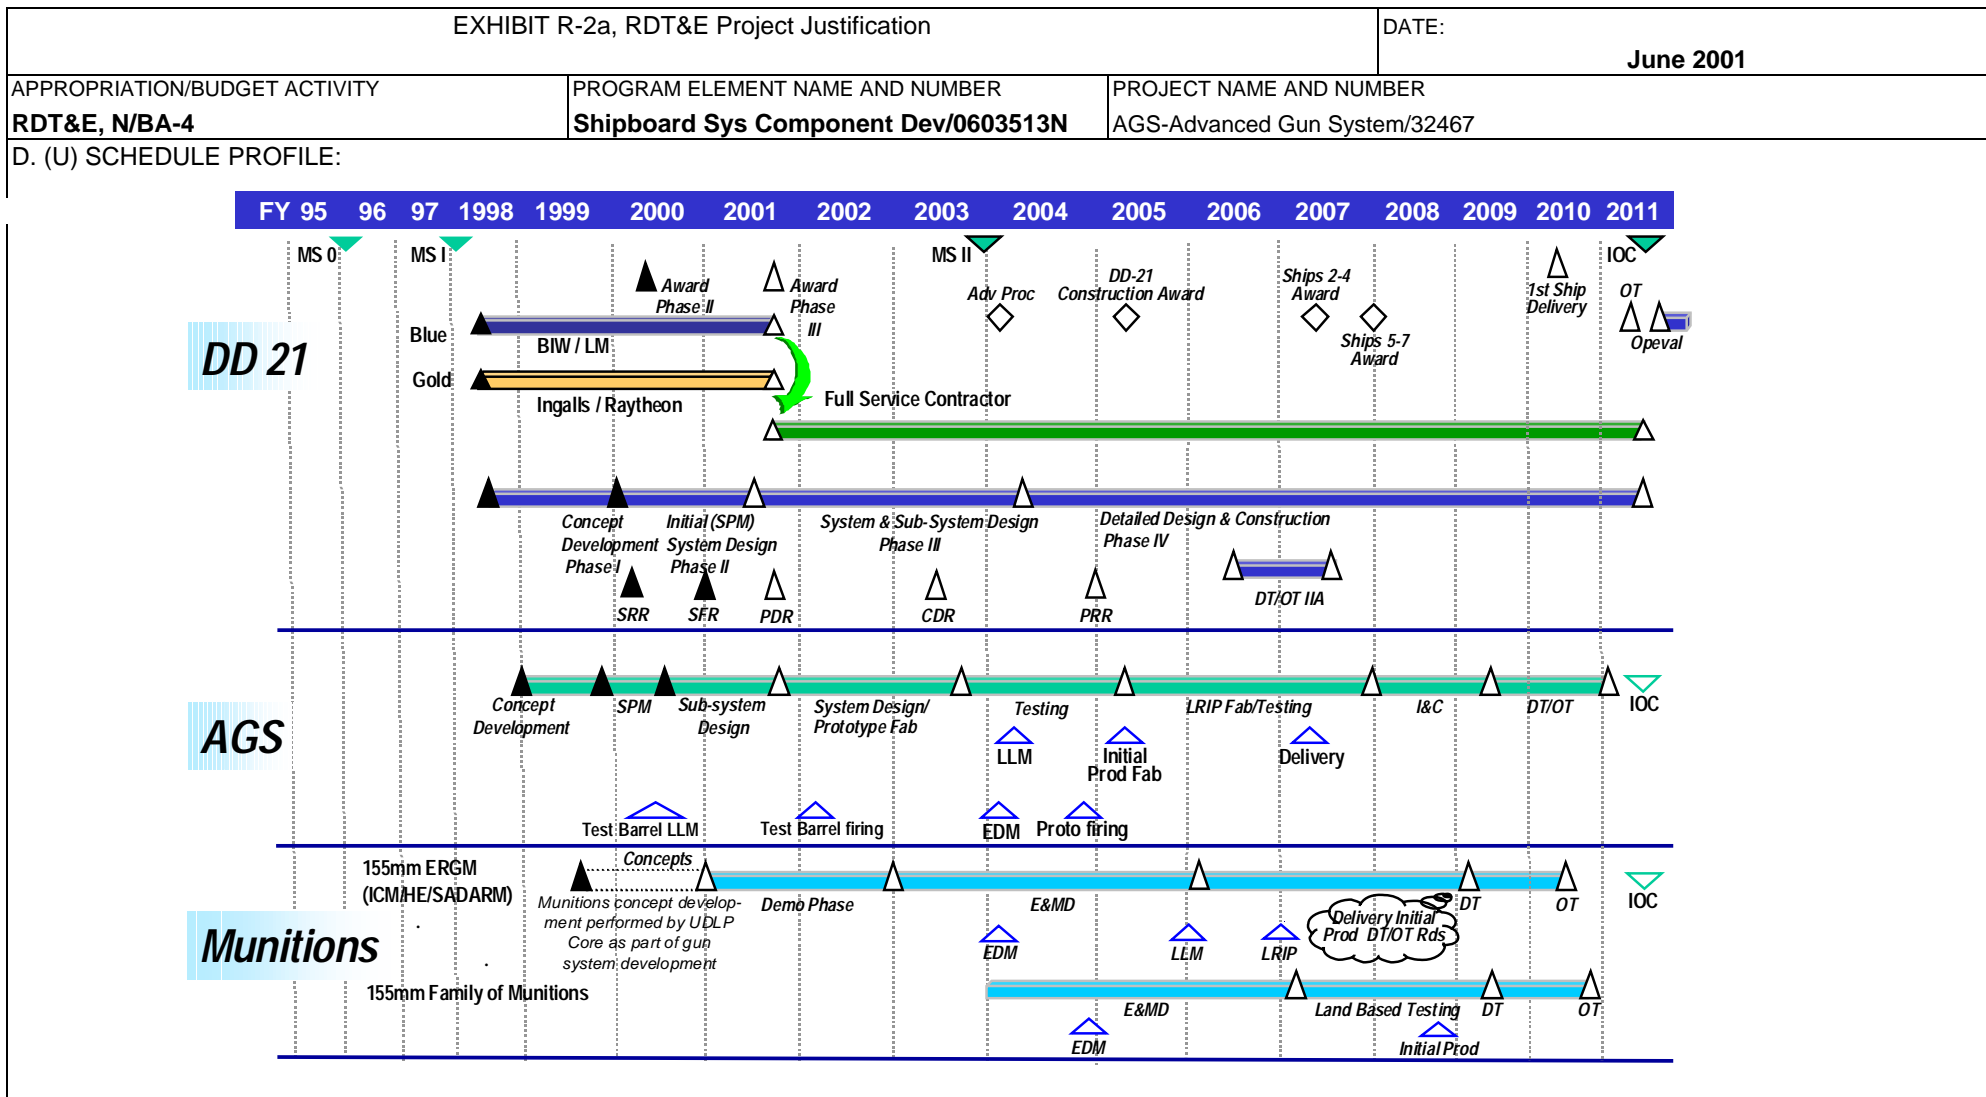 EXHIBIT R-2a, RDT&E Project Justification
DATE:
June 2001
APPROPRIATION/BUDGET ACTIVITY
PROGRAM ELEMENT NAME AND NUMBER
PROJECT NAME AND NUMBER
RDT&E, N/BA-4
Shipboard Sys Component Dev/0603513N
AGS-Advanced Gun System/32467
D. (U) SCHEDULE PROFILE:
FY 95 96 97 1998 1999 2000 2001 2002 2003 2004 2005 2006 2007 2008 2009 2010 2011
MS 0
MS I
MS II
IOC
Award
Phase II
Award
Phase
III
Adv Proc
DD-21
Construction Award
Ships 2-4
Award
Ships 5-7
Award
1st Ship
Delivery
OT
Opeval
DD 21
Blue
BIW / LM
Gold
Ingalls / Raytheon
Full Service Contractor
Concept
Development
Phase I
Initial (SPM)
System Design
Phase II
System & Sub-System Design
Phase III
Detailed Design & Construction
Phase IV
DT/OT IIA
SRR
SFR
PDR
CDR
PRR
AGS
Concept
Development
SPM
Sub-system
Design
System Design/
Prototype Fab
Testing
LRIP Fab/Testing
I&C
DT/OT
IOC
LLM
Initial
Prod Fab
Delivery
Test Barrel LLM
Test Barrel firing
EDM
Proto firing
Munitions
155mm ERGM
(ICM/HE/SADARM)
Concepts
Munitions concept develop-
ment performed by UDLP
Core as part of gun
system development
Demo Phase
E&MD
Delivery Initial
Prod DT/OT Rds
DT
OT
IOC
EDM
LLM
LRIP
155mm Family of Munitions
E&MD
Land Based Testing
DT
OT
EDM
Initial Prod